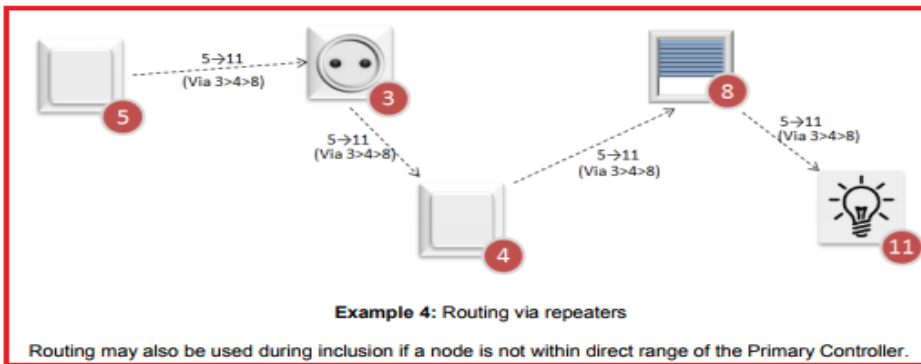 5→11
(Via 3>4>8)
5
3
5→11
(Via 3>4>8)
4
5→11
(Via 3>4>8)
8
5→11
(Via 3>4>8)
11
Example 4: Routing via repeaters
Routing may also be used during inclusion if a node is not within direct range of the Primary Controller.